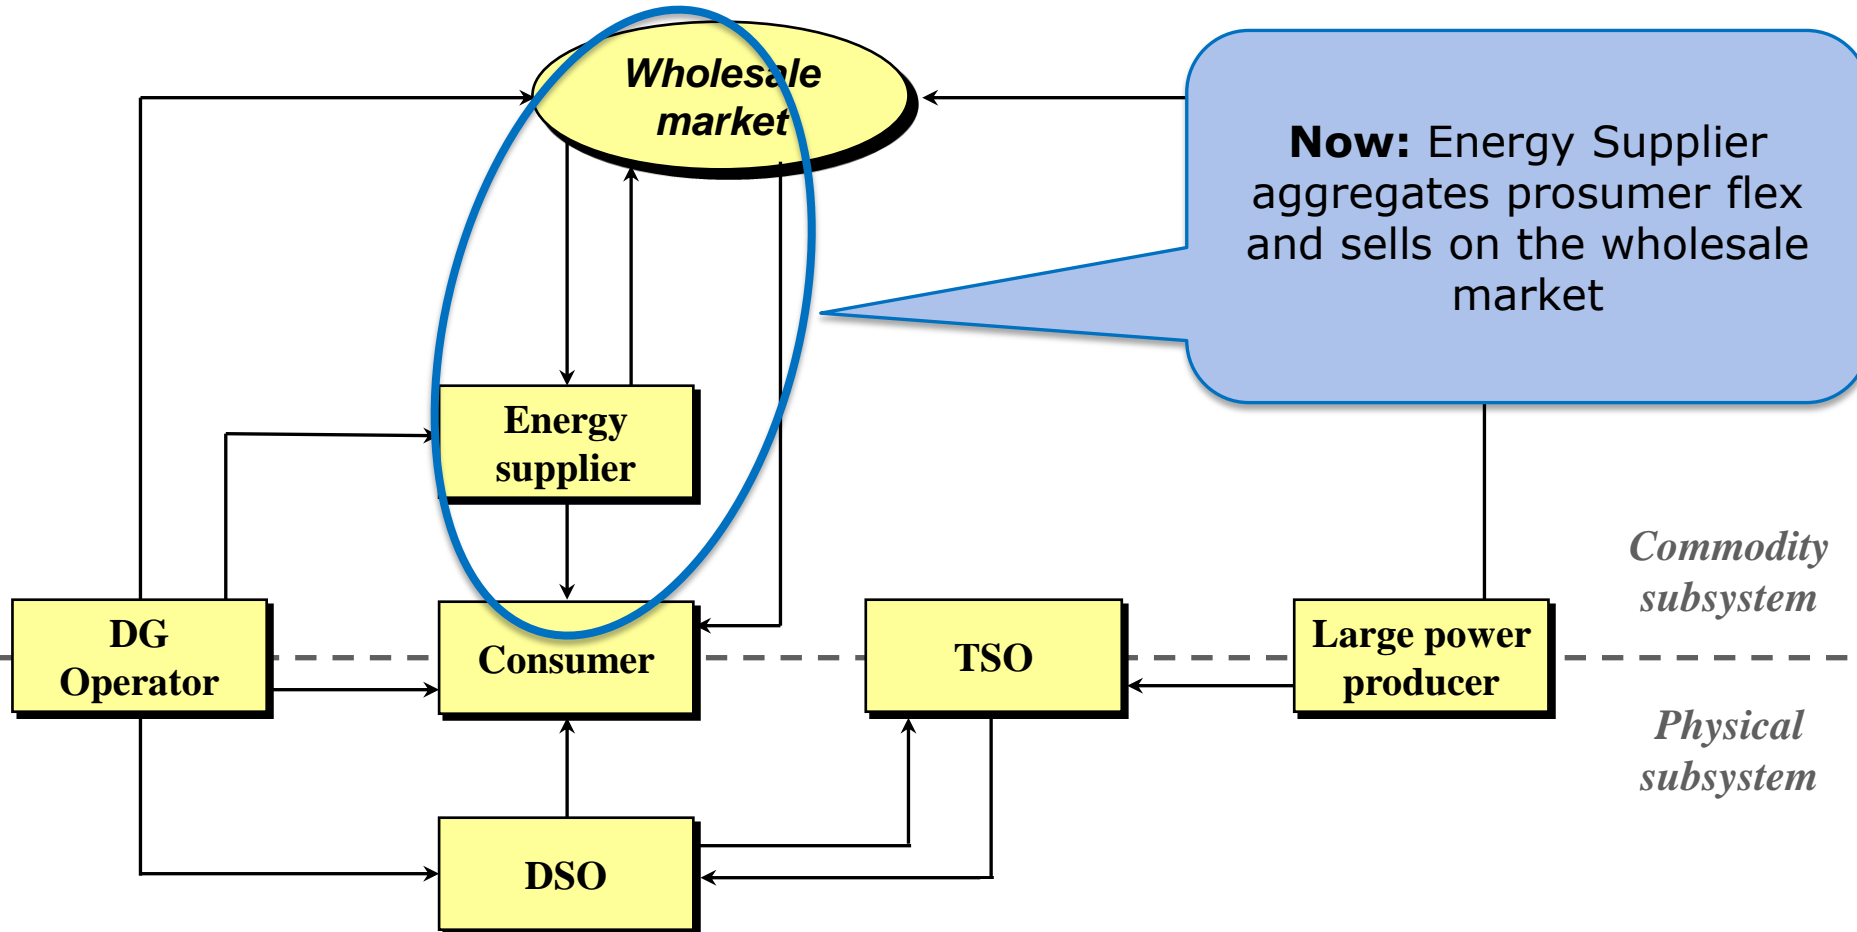 Wholesale
market
Now: Energy Supplier
aggregates prosumer flex
and sells on the wholesale
market
Energy
supplier
Commodity
subsystem
DG
Operator
Consumer
TSO
Large power
producer
Physical
subsystem
DSO